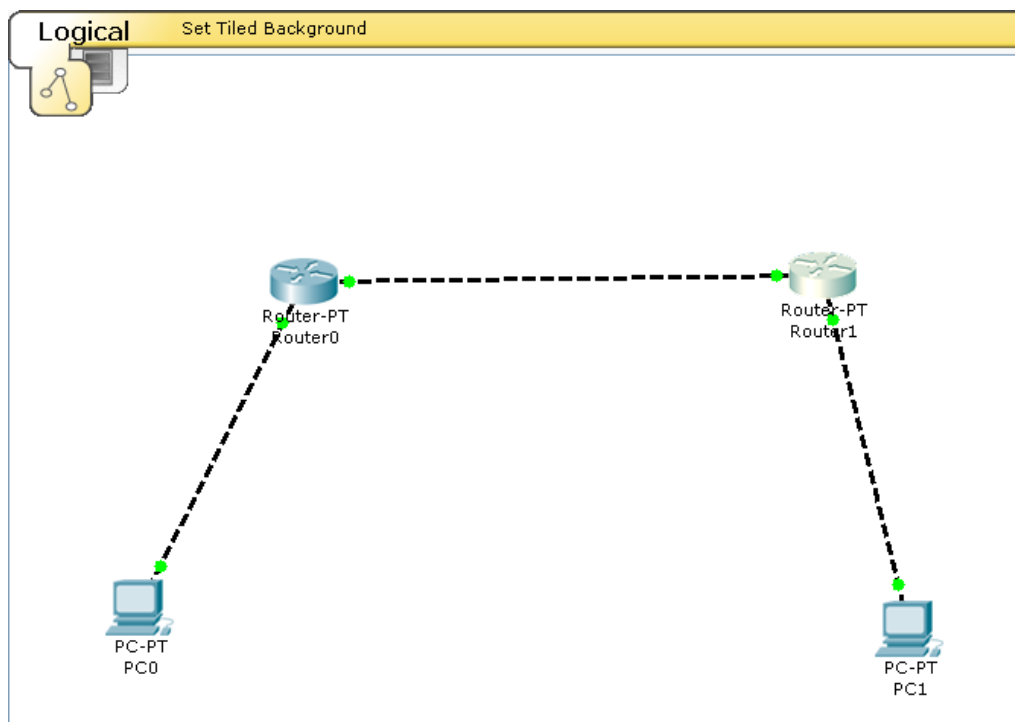 Logical
Set Tiled Background
Router-PT
Router0
Router-PT
Router1
PC-PT
PC0
PC-PT
PC1